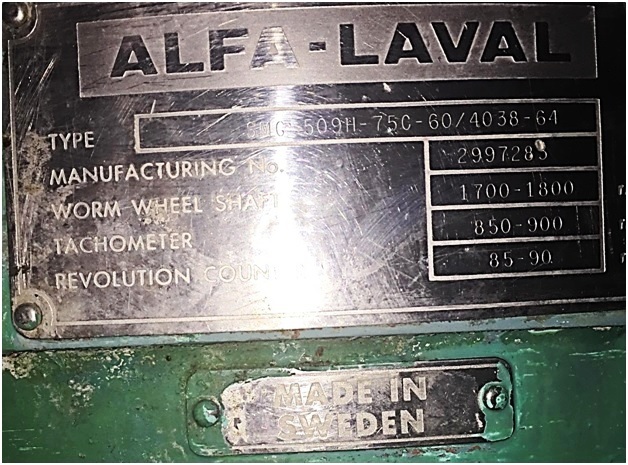 ALFA-LAVAL
TYPE 509H-75C-60/4038-64
MANUFACTURING No. 2997283
WORM WHEEL SHAFT 1700-1800
TACHOMETER 850-900
REVOLUTION 85-90
MADE IN
SWEDEN